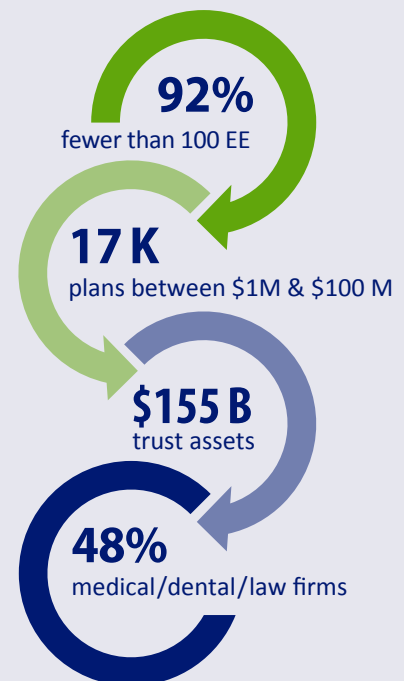 92%
fewer than 100 EE
17 K
plans between $1M & $100 M
$155 B
trust assets
48%
medical/dental/law firms